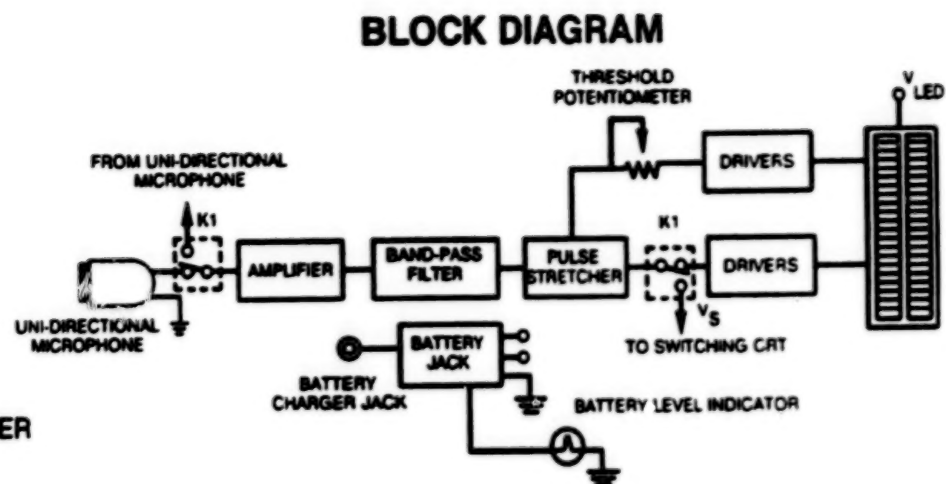 BLOCK DIAGRAM
THRESHOLD
POTENTIOMETER
V
LED
FROM UNI-DIRECTIONAL
MICROPHONE
K1
DRIVERS
K1
AMPLIFIER
BAND-PASS
FILTER
PULSE
STRETCHER
DRIVERS
UNI-DIRECTIONAL
MICROPHONE
VS
TO SWITCHING CRT
BATTERY
JACK
BATTERY
CHARGER JACK
BATTERY LEVEL INDICATOR
ER